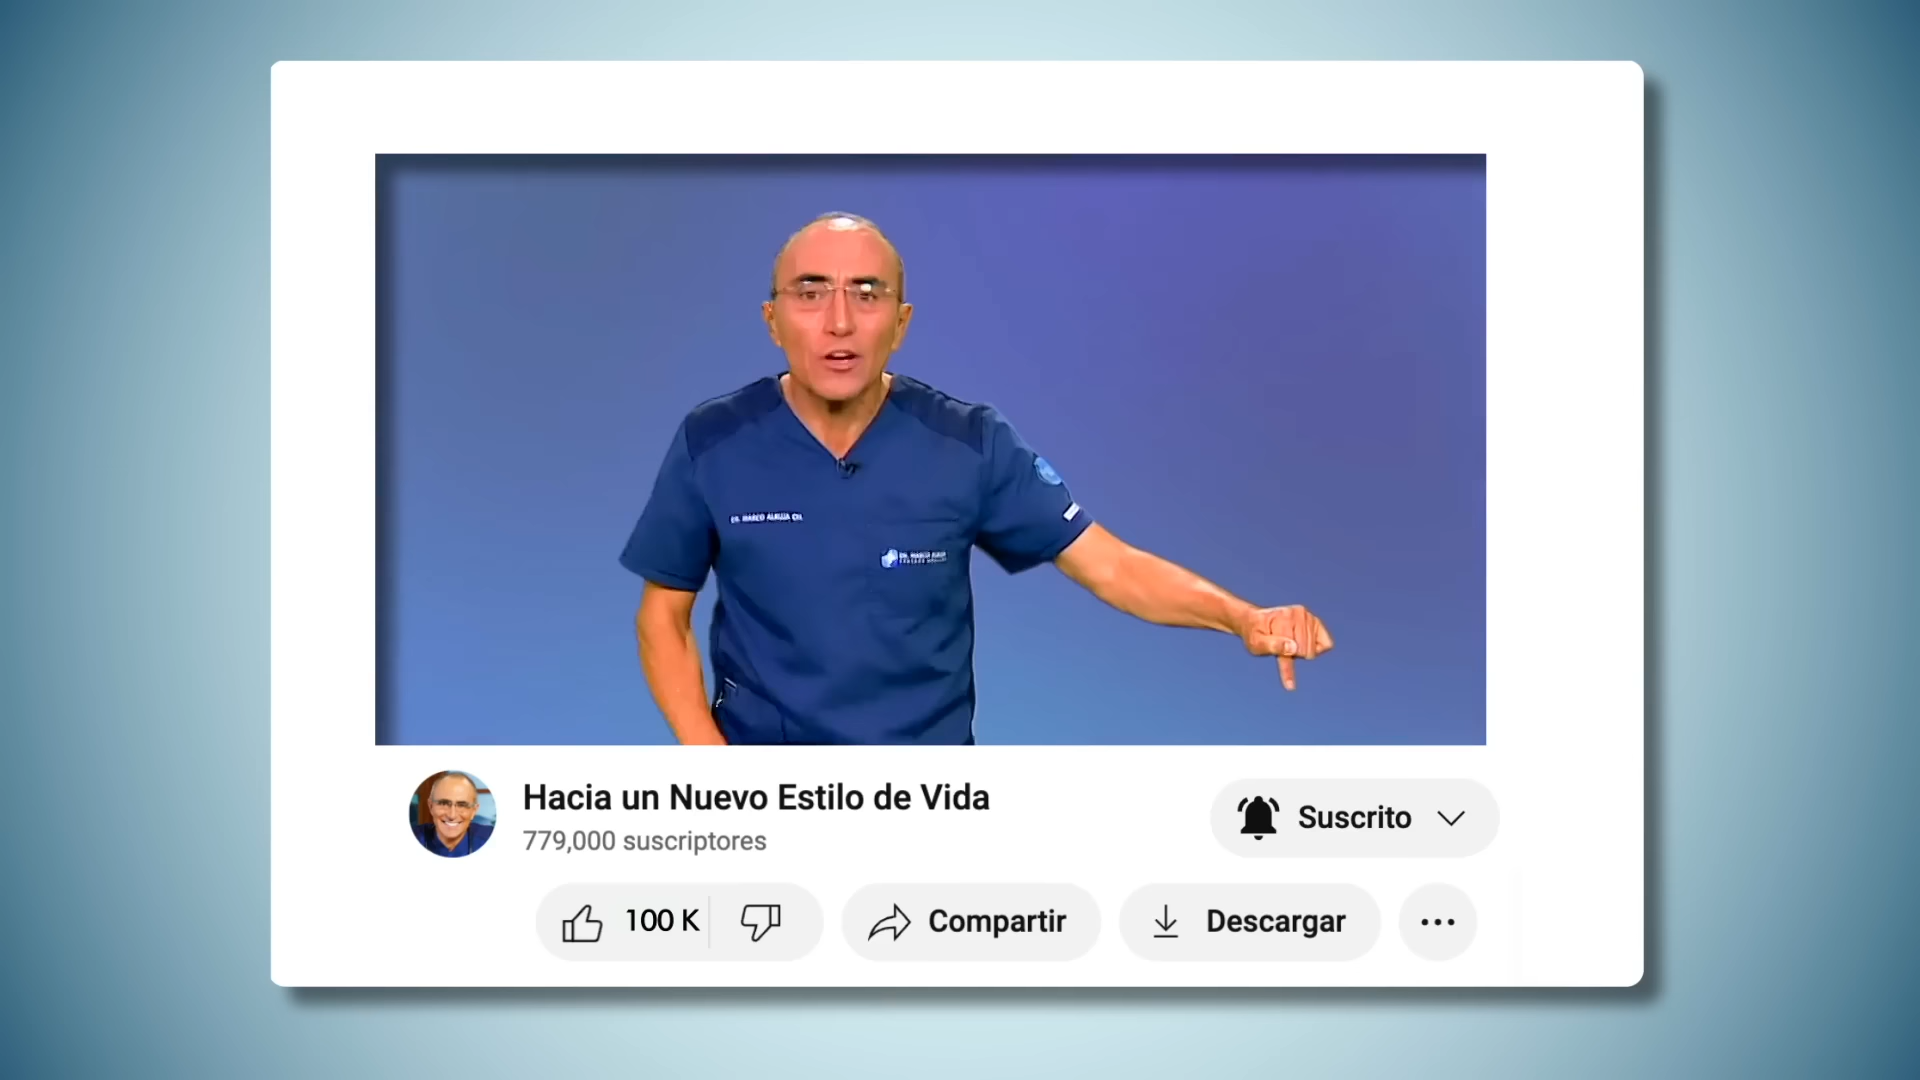 Hacia un Nuevo Estilo de Vida
779,000 suscriptores
Suscrito
100 K
Compartir
Descargar